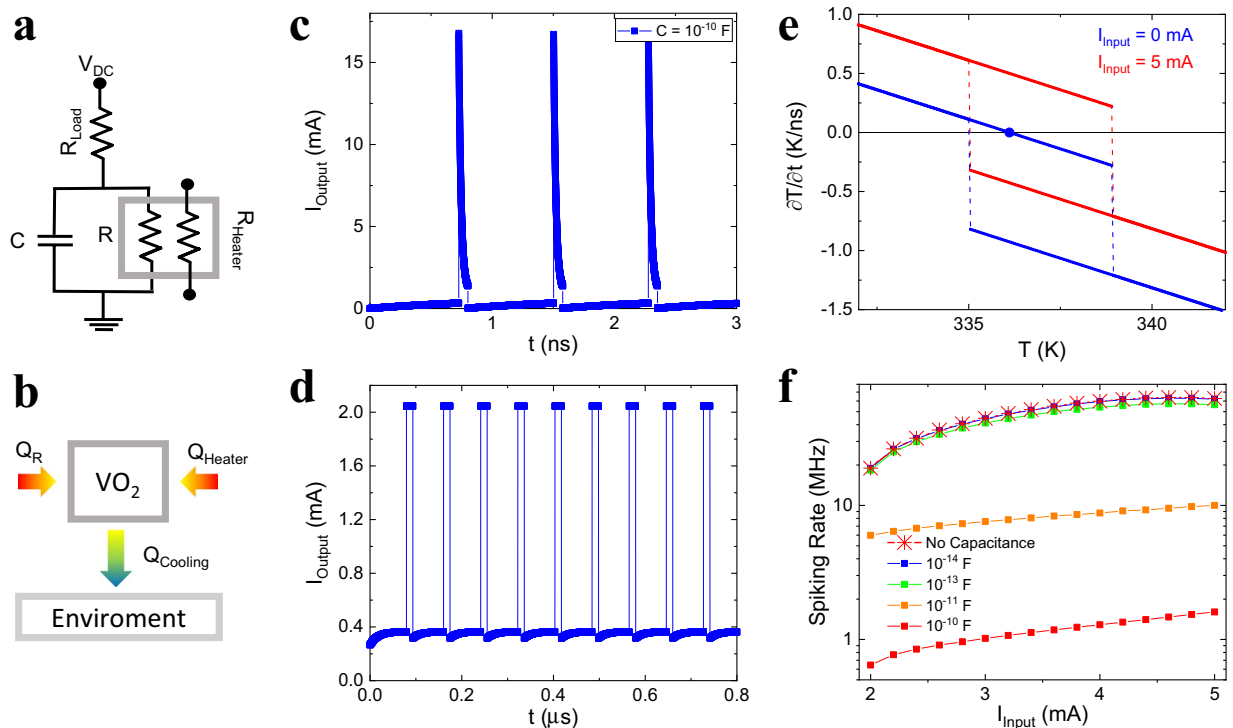 a
V_DC
R_Load
C
R
R_Heater
b
Q_R
Q_Heater
VO₂
Q_Cooling
Enviroment
c
C = 10⁻¹⁰ F
I_Output (mA)
15
10
5
0
0 1 2 3
t (ns)
d
I_Output (mA)
2.0
1.6
1.2
0.8
0.4
0.0
0.0 0.2 0.4 0.6 0.8
t (μs)
e
I_Input = 0 mA
I_Input = 5 mA
∂T/∂t (K/ns)
1.0
0.5
0.0
-0.5
-1.0
-1.5
335 340
T (K)
f
Spiking Rate (MHz)
10
1
No Capacitance
10⁻¹⁴ F
10⁻¹³ F
10⁻¹¹ F
10⁻¹⁰ F
2 3 4 5
I_Input (mA)